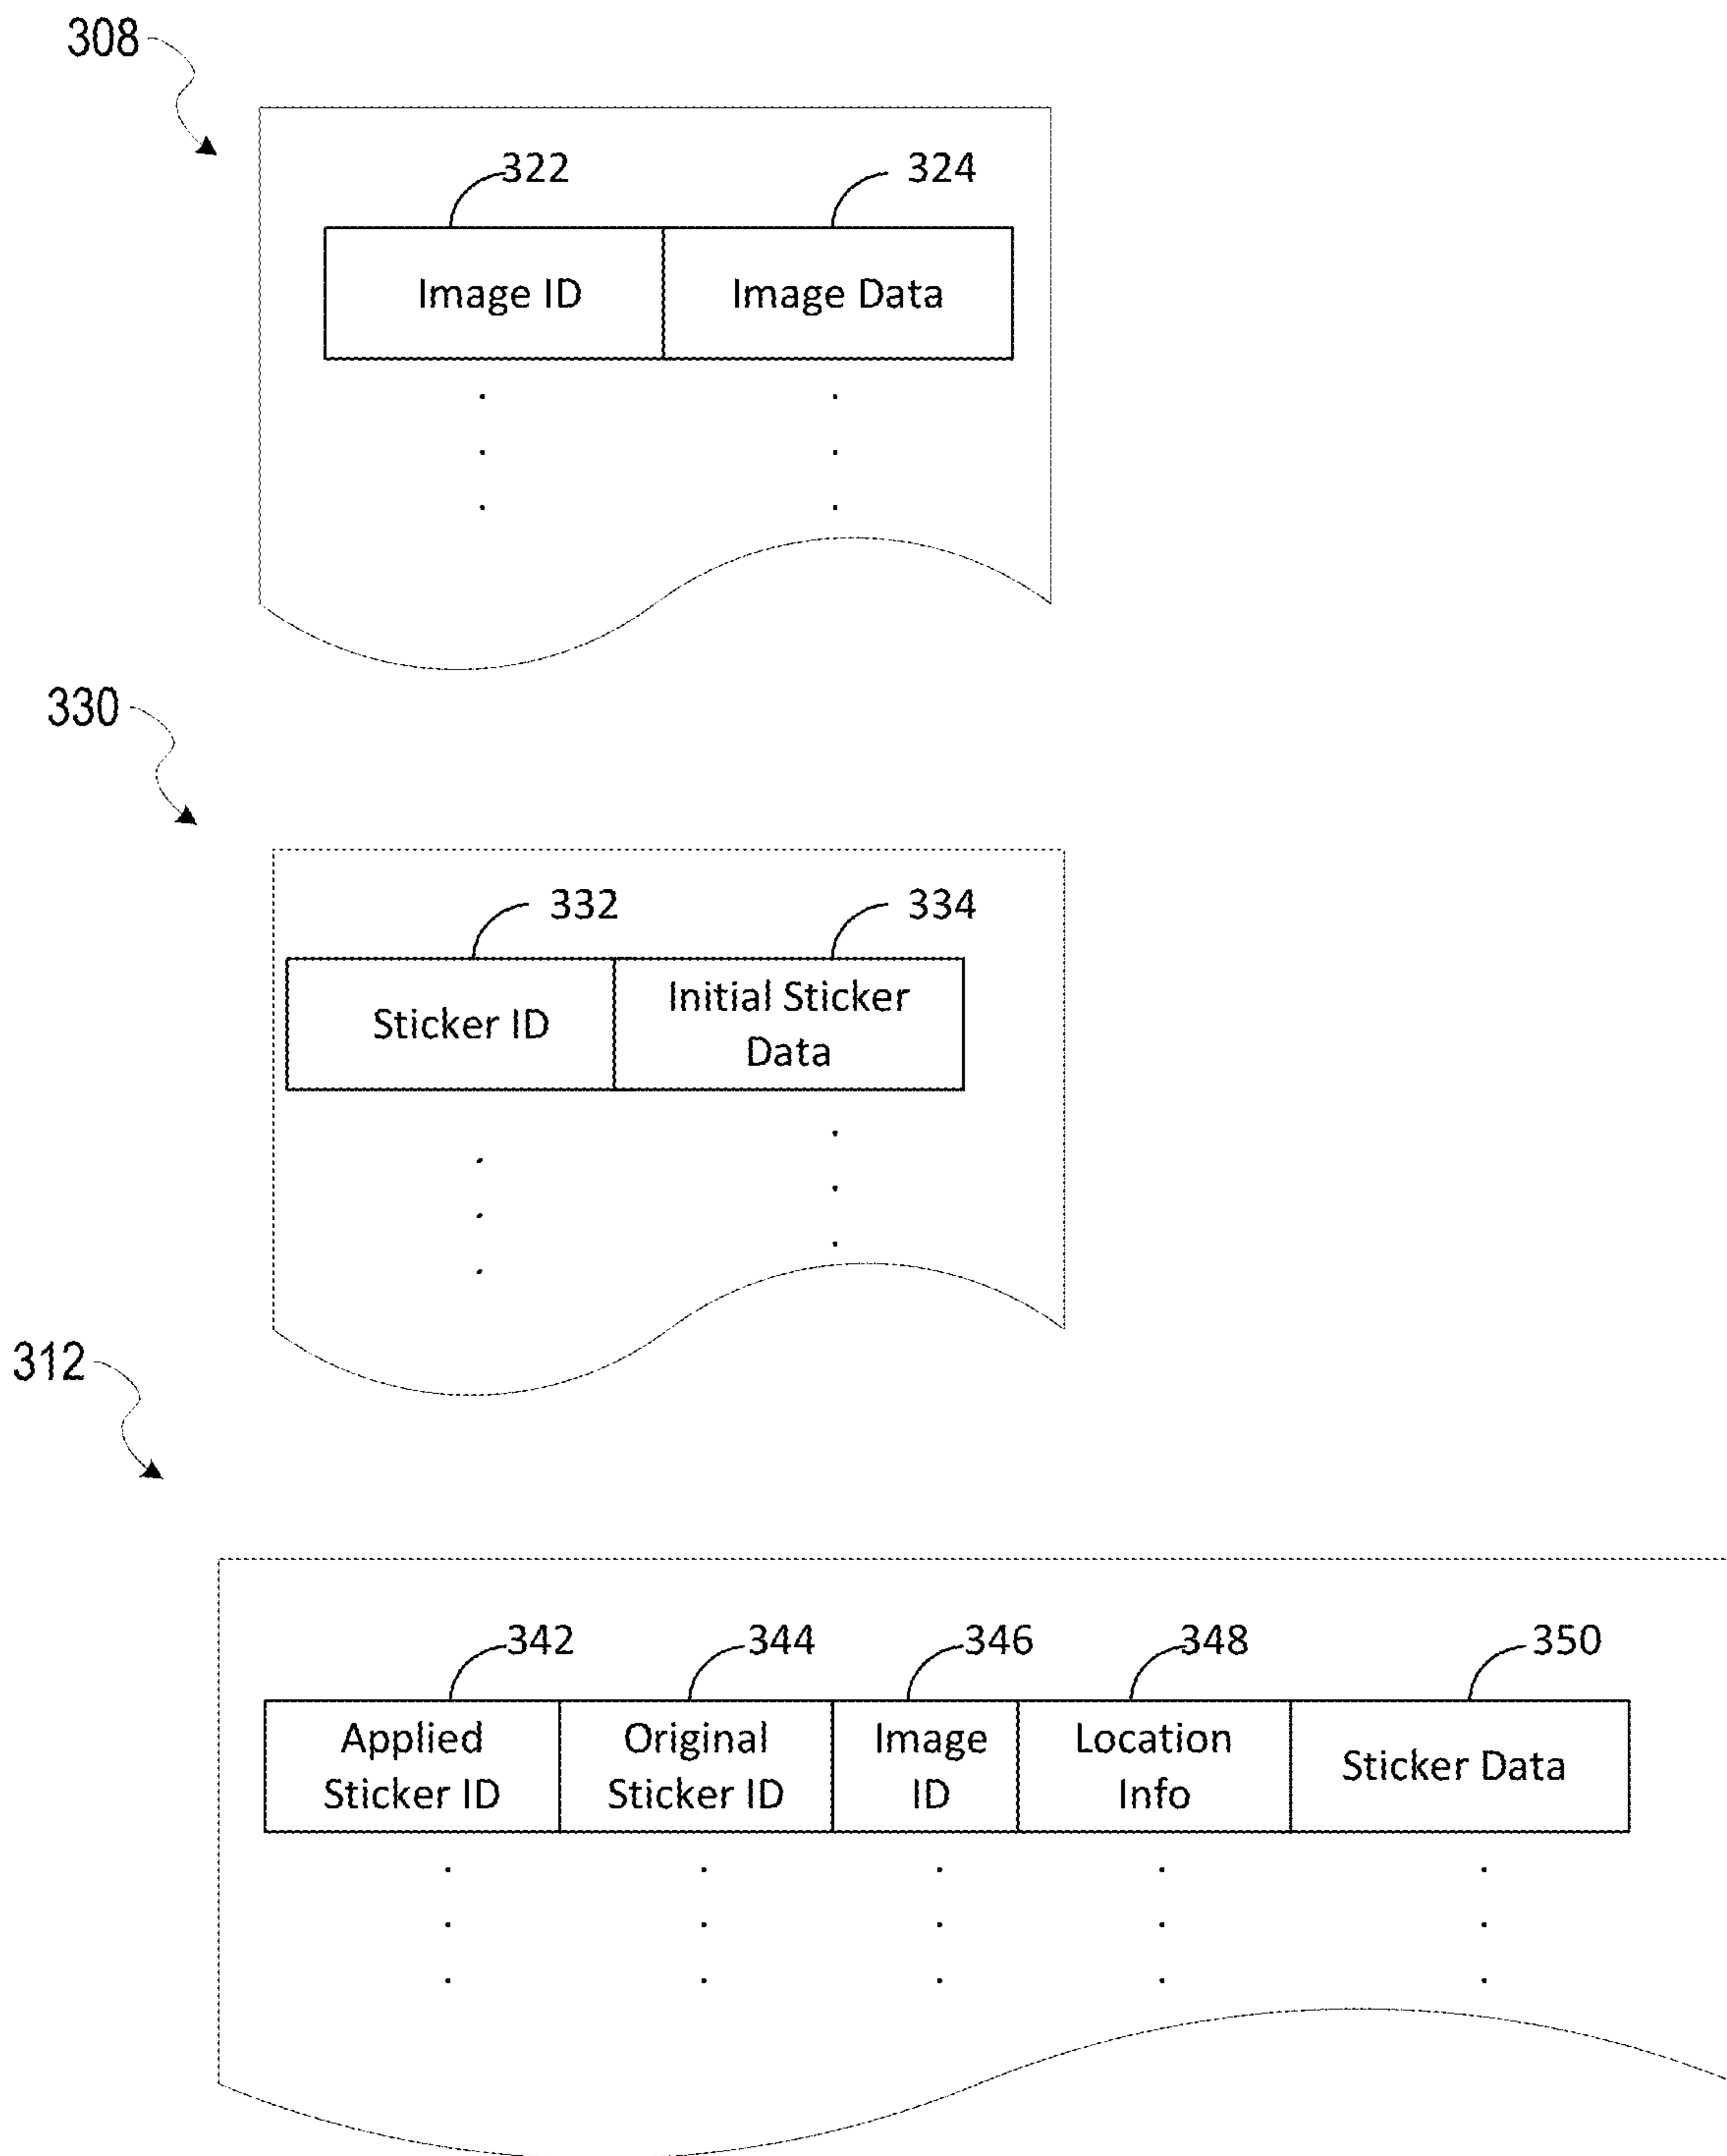 308
322 324
Image ID Image Data
330
332 334
Sticker ID Initial Sticker
Data
312
342 344 346 348 350
Applied Original Image Location Sticker Data
Sticker ID Sticker ID ID Info